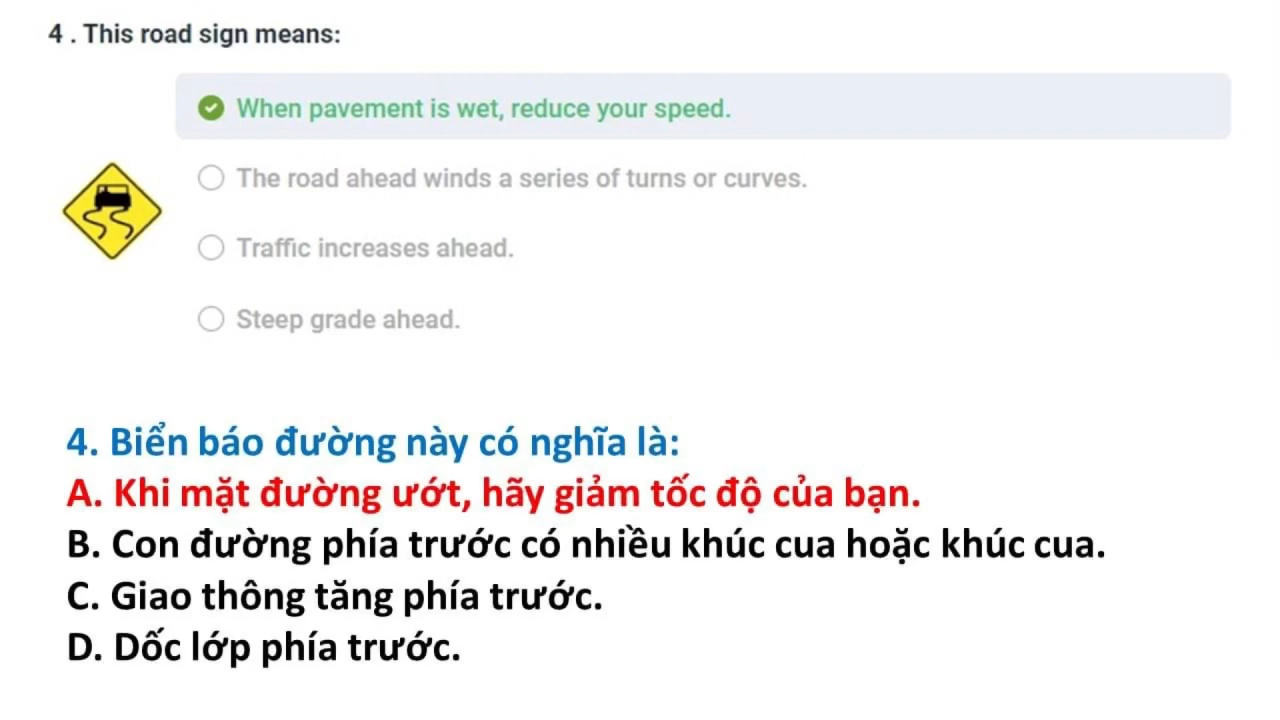 4 . This road sign means:
When pavement is wet, reduce your speed.
The road ahead winds a series of turns or curves.
Traffic increases ahead.
Steep grade ahead.
4. Biển báo đường này có nghĩa là:
A. Khi mặt đường ướt, hãy giảm tốc độ của bạn.
B. Con đường phía trước có nhiều khúc cua hoặc khúc cua.
C. Giao thông tăng phía trước.
D. Dốc lớp phía trước.